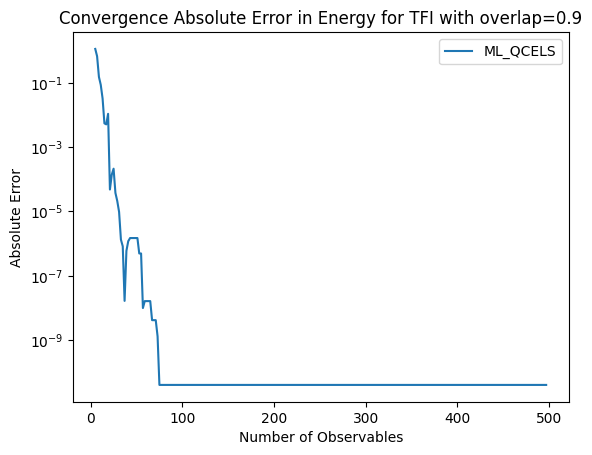 Convergence Absolute Error in Energy for TFI with overlap=0.9
ML_QCELS
Absolute Error
10⁻¹
10⁻³
10⁻⁵
10⁻⁷
10⁻⁹
0 100 200 300 400 500
Number of Observables